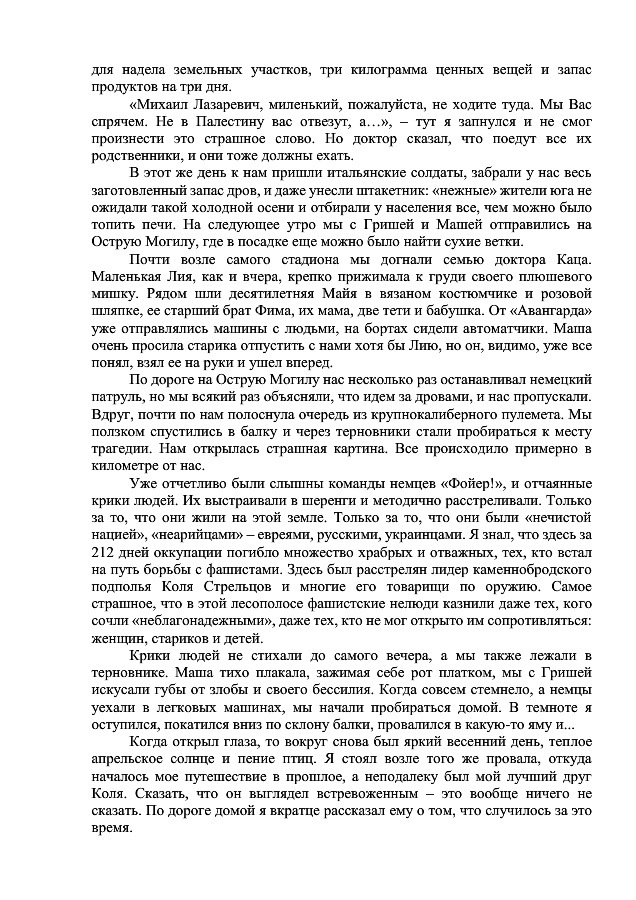 для надела земельных участков, три килограмма ценных вещей и запас
продуктов на три дня.
«Михаил Лазаревич, миленький, пожалуйста, не ходите туда. Мы Вас
спрячем. Не в Палестину вас отвезут, а…», – тут я запнулся и не смог
произнести это страшное слово. Но доктор сказал, что поедут все их
родственники, и они тоже должны ехать.
В этот же день к нам пришли итальянские солдаты, забрали у нас весь
заготовленный запас дров, и даже унесли штакетник: «нежные» жители юга не
ожидали такой холодной осени и отбирали у населения все, чем можно было
топить печи. На следующее утро мы с Гришей и Машей отправились на
Острую Могилу, где в посадке еще можно было найти сухие ветки.
Почти возле самого стадиона мы догнали семью доктора Каца.
Маленькая Лия, как и вчера, крепко прижимала к груди своего плюшевого
мишку. Рядом шли десятилетняя Майя в вязаном костюмчике и розовой
шляпке, ее старший брат Фима, их мама, две тети и бабушка. От «Авангарда»
уже отправлялись машины с людьми, на бортах сидели автоматчики. Маша
очень просила старика отпустить с нами хотя бы Лию, но он, видимо, уже все
понял, взял ее на руки и ушел вперед.
По дороге на Острую Могилу нас несколько раз останавливал немецкий
патруль, но мы всякий раз объясняли, что идем за дровами, и нас пропускали.
Вдруг, почти по нам полоснула очередь из крупнокалиберного пулемета. Мы
ползком спустились в балку и через терновники стали пробираться к месту
трагедии. Нам открылась страшная картина. Все происходило примерно в
километре от нас.
Уже отчетливо были слышны команды немцев «Фойер!», и отчаянные
крики людей. Их выстраивали в шеренги и методично расстреливали. Только
за то, что они жили на этой земле. Только за то, что они были «нечистой
нацией», «неарийцами» – евреями, русскими, украинцами. Я знал, что здесь за
212 дней оккупации погибло множество храбрых и отважных, тех, кто встал
на путь борьбы с фашистами. Здесь был расстрелян лидер каменнобродского
подполья Коля Стрельцов и многие его товарищи по оружию. Самое
страшное, что в этой лесополосе фашистские нелюди казнили даже тех, кого
сочли «неблагонадежными», даже тех, кто не мог открыто им сопротивляться:
женщин, стариков и детей.
Крики людей не стихали до самого вечера, а мы также лежали в
терновнике. Маша тихо плакала, зажимая себе рот платком, мы с Гришей
искусали губы от злобы и своего бессилия. Когда совсем стемнело, а немцы
уехали в легковых машинах, мы начали пробираться домой. В темноте я
оступился, покатился вниз по склону балки, провалился в какую-то яму и...
Когда открыл глаза, то вокруг снова был яркий весенний день, теплое
апрельское солнце и пение птиц. Я стоял возле того же провала, откуда
началось мое путешествие в прошлое, а неподалеку был мой лучший друг
Коля. Сказать, что он выглядел встревоженным – это вообще ничего не
сказать. По дороге домой я вкратце рассказал ему о том, что случилось за это
время.